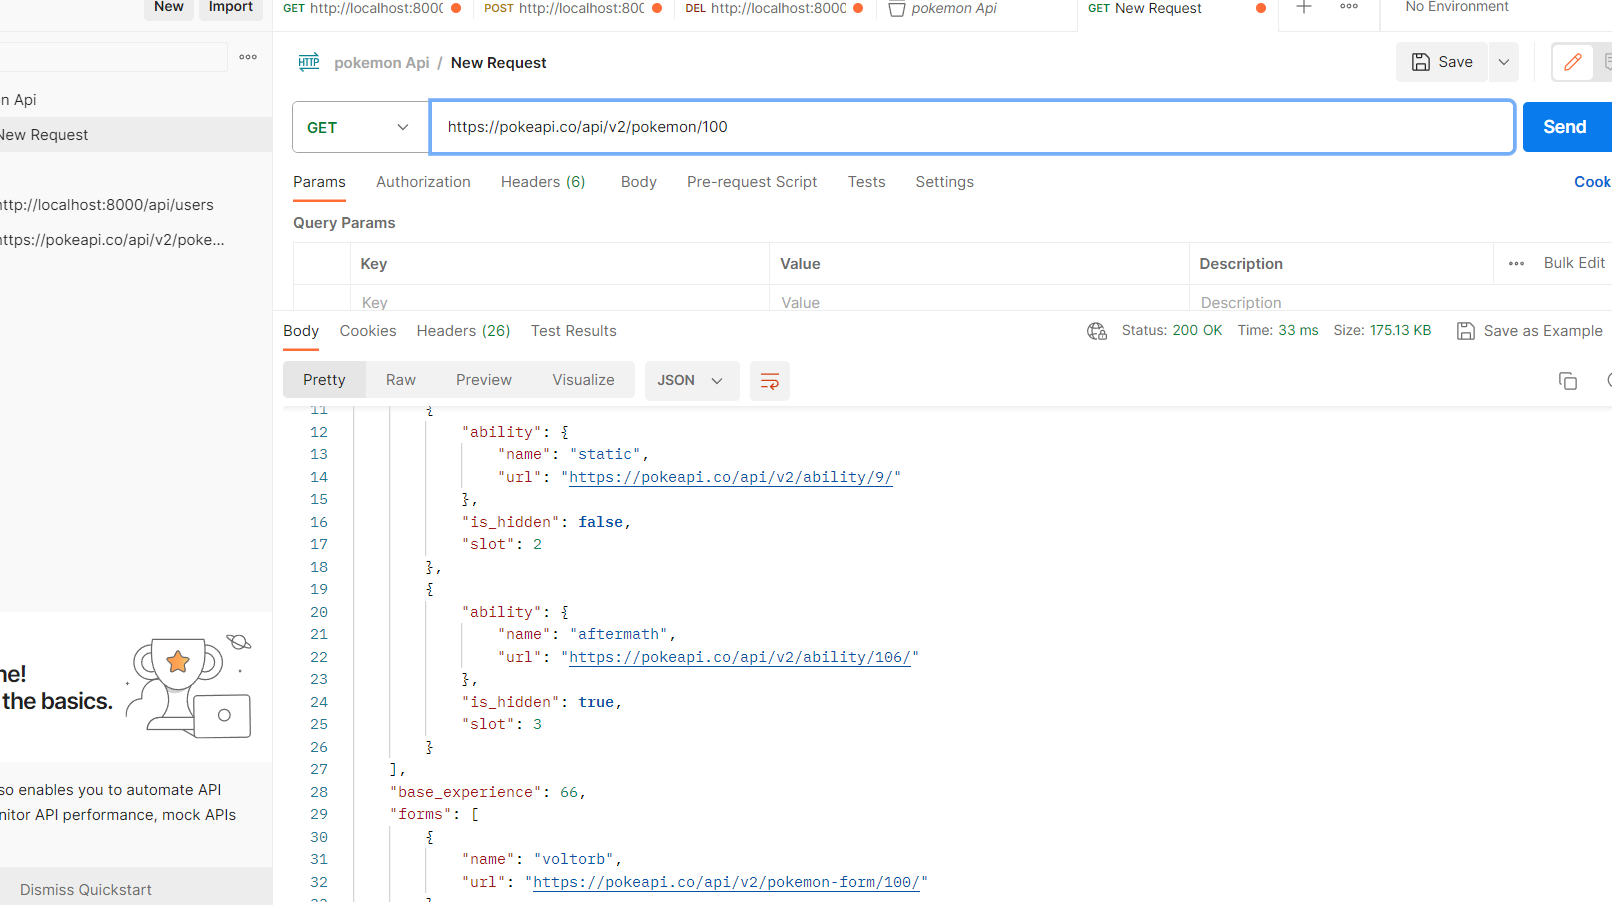 New Import GET http://localhost:800( POST http://localhost:80( DEL http://localhost:8000 pokemon Api GET New Request No Environment
pokemon Api / New Request Save
n Api
GET https://pokeapi.co/api/v2/pokemon/100 Send
New Request
Params Authorization Headers (6) Body Pre-request Script Tests Settings Cook
http://localhost:8000/api/users
Query Params
https://pokeapi.co/api/v2/poke...
Key Value Description Bulk Edit
Key Value Description
Body Cookies Headers (26) Test Results Status: 200 OK Time: 33 ms Size: 175.13 KB Save as Example
Pretty Raw Preview Visualize JSON
11 {
12 "ability": {
13 "name": "static",
14 "url": "https://pokeapi.co/api/v2/ability/9/"
15 },
16 "is_hidden": false,
17 "slot": 2
18 },
19 {
20 "ability": {
21 "name": "aftermath",
22 "url": "https://pokeapi.co/api/v2/ability/106/"
23 },
24 "is_hidden": true,
25 "slot": 3
26 }
27 ],
28 "base_experience": 66,
29 "forms": [
30 {
31 "name": "voltorb",
32 "url": "https://pokeapi.co/api/v2/pokemon-form/100/"
ne!
the basics.
so enables you to automate API
nitor API performance, mock APIs
Dismiss Quickstart